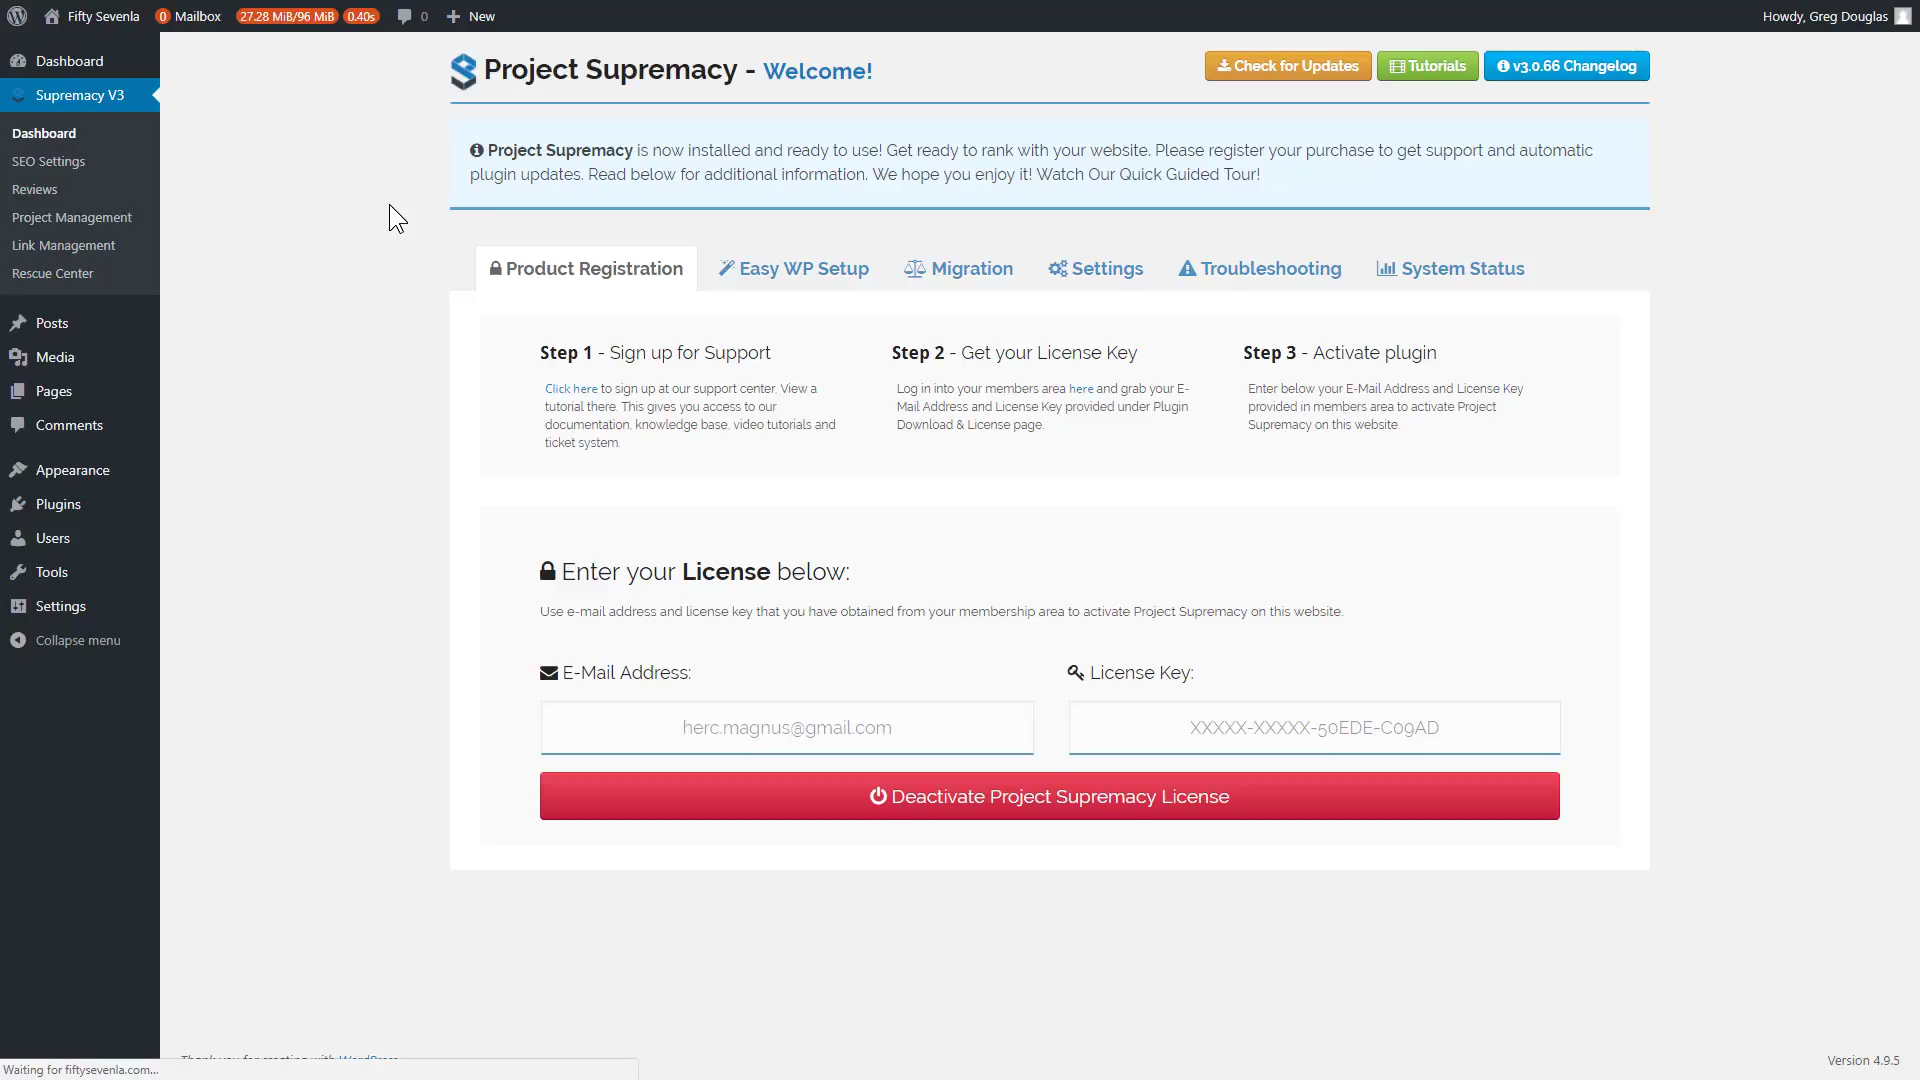 Fifty Sevenla
0 Mailbox
27.28 MiB/96 MiB
0.40s
0
New
Howdy, Greg Douglas
Dashboard
Supremacy V3
Dashboard
SEO Settings
Reviews
Project Management
Link Management
Rescue Center
Posts
Media
Pages
Comments
Appearance
Plugins
Users
Tools
Settings
Collapse menu
Project Supremacy - Welcome!
Check for Updates
Tutorials
v3.0.66 Changelog
Project Supremacy is now installed and ready to use! Get ready to rank with your website. Please register your purchase to get support and automatic
plugin updates. Read below for additional information. We hope you enjoy it! Watch Our Quick Guided Tour!
Product Registration
Easy WP Setup
Migration
Settings
Troubleshooting
System Status
Step 1 - Sign up for Support
Click here to sign up at our support center. View a
tutorial there. This gives you access to our
documentation, knowledge base, video tutorials and
ticket system.
Step 2 - Get your License Key
Log in into your members area here and grab your E-
Mail Address and License Key provided under Plugin
Download & License page.
Step 3 - Activate plugin
Enter below your E-Mail Address and License Key
provided in members area to activate Project
Supremacy on this website.
Enter your License below:
Use e-mail address and license key that you have obtained from your membership area to activate Project Supremacy on this website.
E-Mail Address:
License Key:
herc.magnus@gmail.com
XXXXX-XXXXX-50EDE-C09AD
Deactivate Project Supremacy License
Thank you for creating with WordPress
Version 4.9.5
Waiting for fiftysevenla.com...